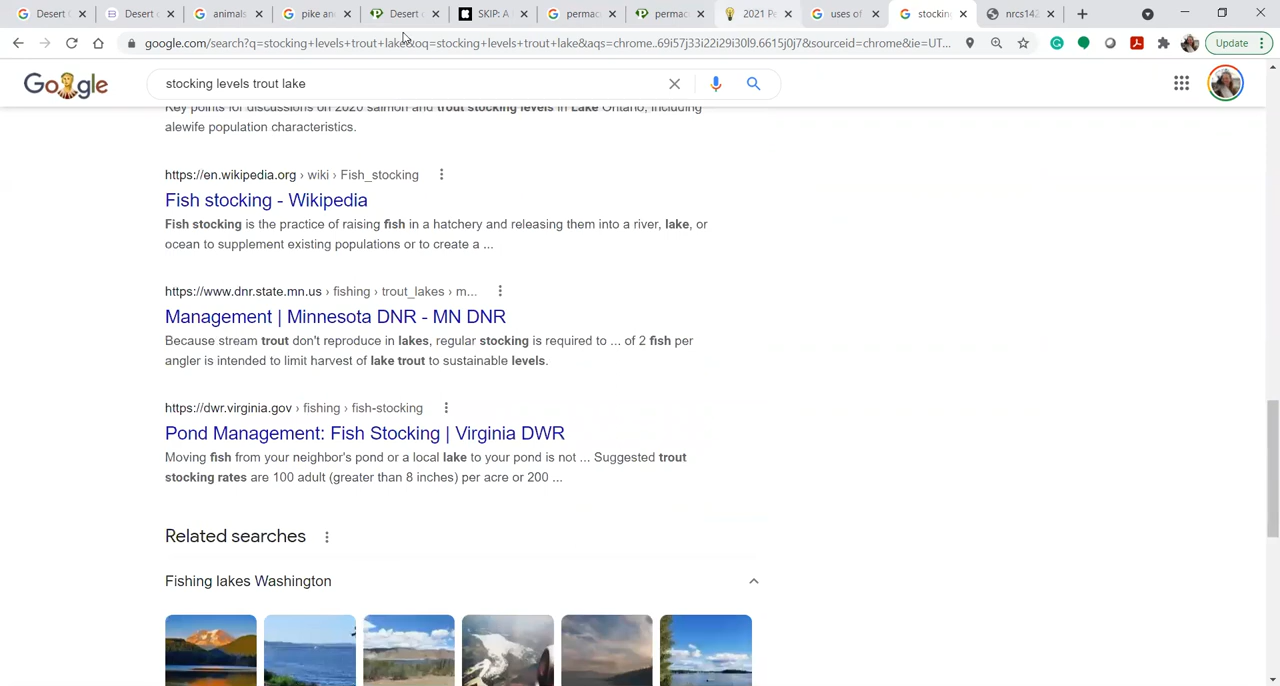 Desert C
Desert c
animals
pike an
Desert c
SKIP: A
permac
permac
2021 Pe
uses of
stocking
nrcs142
google.com/search?q=stocking+levels+trout+lake&oq=stocking+levels+trout+lake&aqs=chrome..69i57j33i22i29i30l9.6615j0j7&sourceid=chrome&ie=UT...
Update
Google
stocking levels trout lake
Key points for discussions on 2020 salmon and trout stocking levels in Lake Ontario, including
alewife population characteristics.
https://en.wikipedia.org › wiki › Fish_stocking
Fish stocking - Wikipedia
Fish stocking is the practice of raising fish in a hatchery and releasing them into a river, lake, or
ocean to supplement existing populations or to create a ...
https://www.dnr.state.mn.us › fishing › trout_lakes › m...
Management | Minnesota DNR - MN DNR
Because stream trout don't reproduce in lakes, regular stocking is required to ... of 2 fish per
angler is intended to limit harvest of lake trout to sustainable levels.
https://dwr.virginia.gov › fishing › fish-stocking
Pond Management: Fish Stocking | Virginia DWR
Moving fish from your neighbor's pond or a local lake to your pond is not ... Suggested trout
stocking rates are 100 adult (greater than 8 inches) per acre or 200 ...
Related searches
Fishing lakes Washington